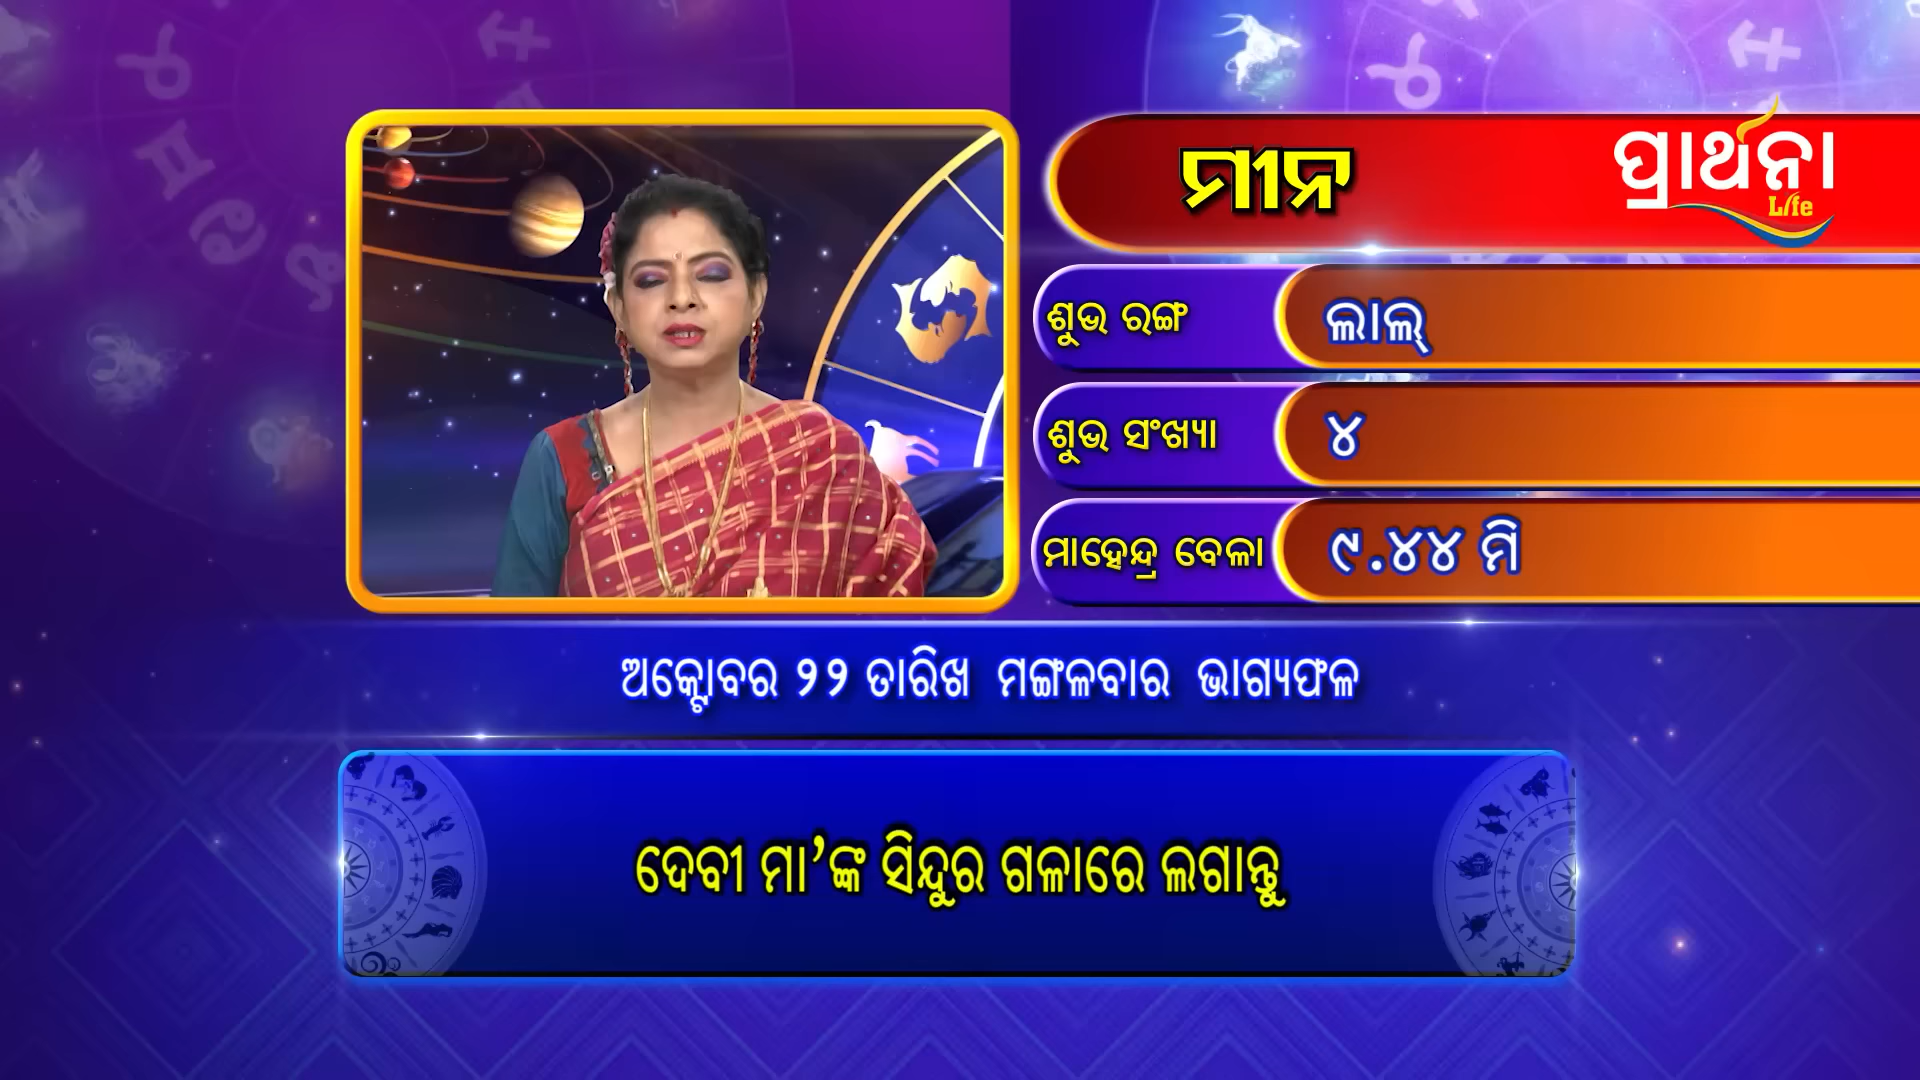 ମୀନ
ପ୍ରାର୍ଥନା
Life
ଶୁଭ ରଙ୍ଗ ଲାଲ୍
ଶୁଭ ସଂଖ୍ୟା ୪
ମାହେନ୍ଦ୍ର ବେଳା ୯.୪୪ ମି
ଅକ୍ଟୋବର ୨୨ ତାରିଖ ମଙ୍ଗଳବାର ଭାଗ୍ୟଫଳ
ଦେବୀ ମା’ଙ୍କ ସିନ୍ଦୁର ଗଳାରେ ଲଗାନ୍ତୁ